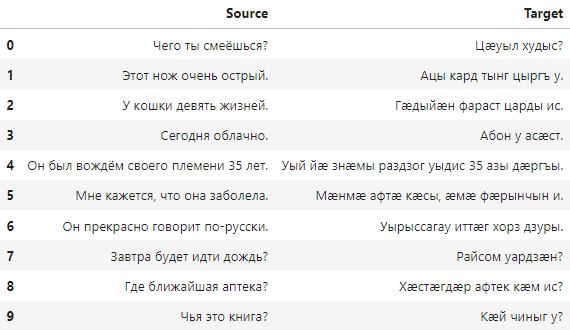 Source Target
0 Чего ты смеёшься? Цæуыл худыс?
1 Этот нож очень острый. Ацы кард тынг цыргъ у.
2 У кошки девять жизней. Гæдыйæн фараст царды ис.
3 Сегодня облачно. Абон у асæст.
4 Он был вождём своего племени 35 лет. Уый йæ знæмы раздзог уыдис 35 азы дæргъы.
5 Мне кажется, что она заболела. Мæнмæ афтæ кæсы, æмæ фæрынчын и.
6 Он прекрасно говорит по-русски. Уырыссагау иттæг хорз дзуры.
7 Завтра будет идти дождь? Райсом уардзæн?
8 Где ближайшая аптека? Хæстæгдæр афтек кæм ис?
9 Чья это книга? Кæй чиныг у?